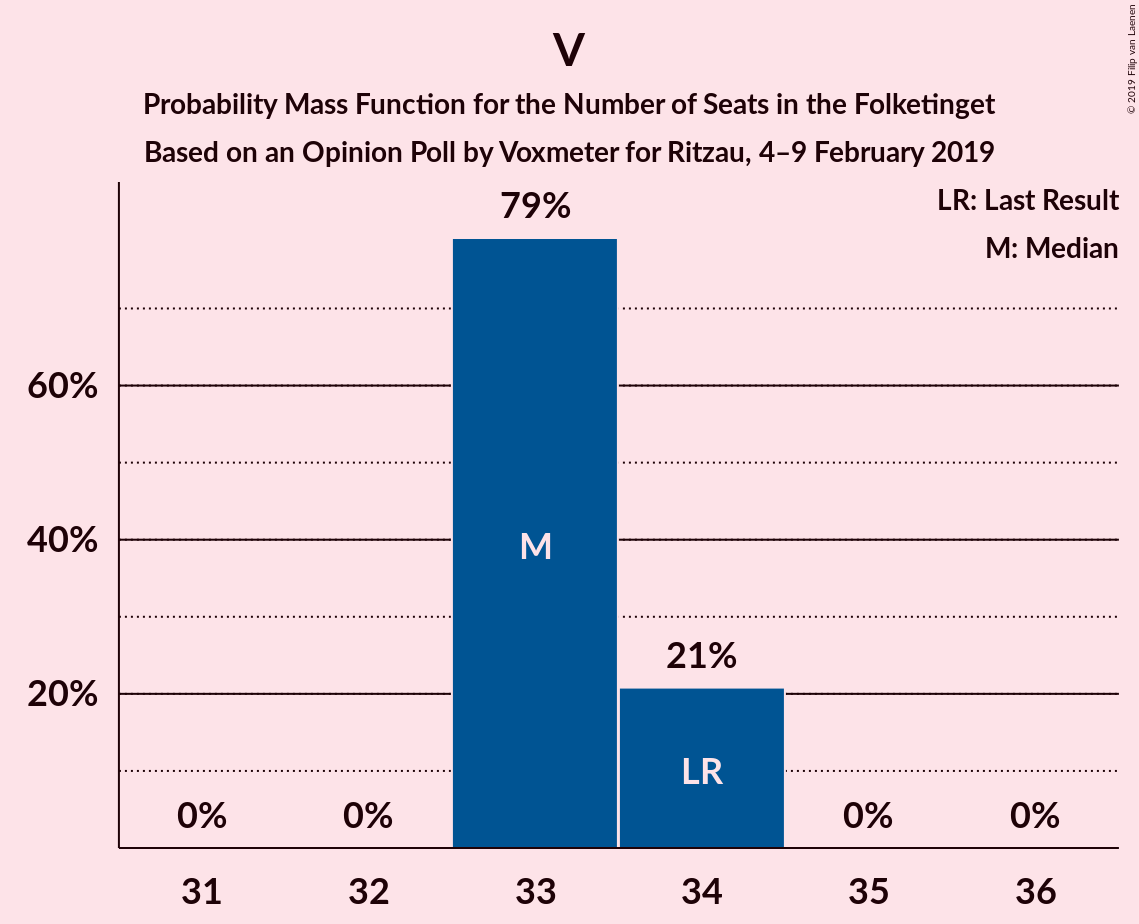 V
Probability Mass Function for the Number of Seats in the Folketinget
Based on an Opinion Poll by Voxmeter for Ritzau, 4–9 February 2019
© 2019 Filip van Laenen
LR: Last Result
M: Median
79%
60%
40%
20%
M
21%
LR
0%
0%
0%
0%
31
32
33
34
35
36